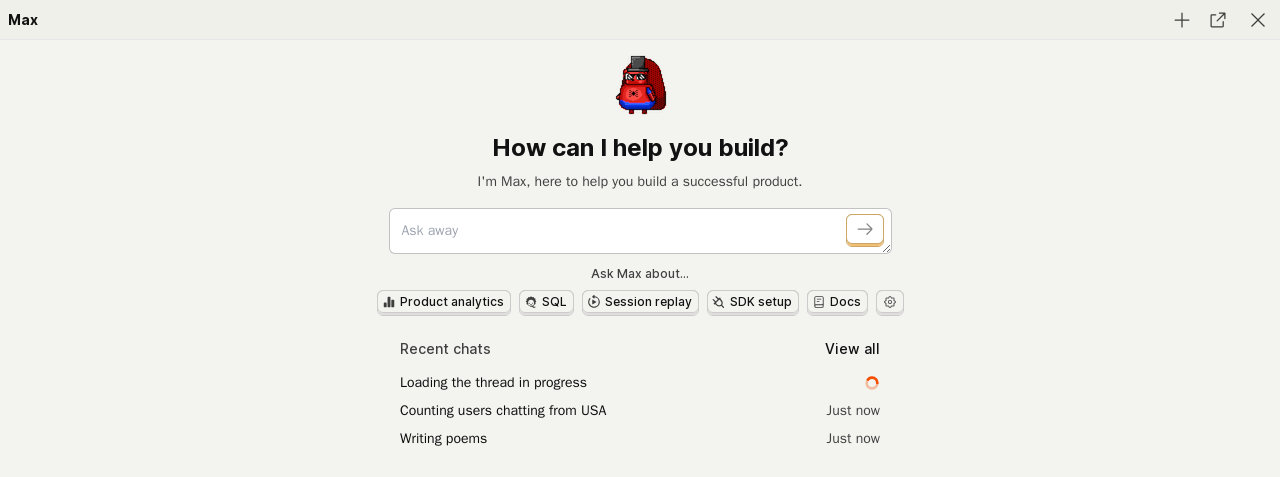 Max
How can I help you build?
I'm Max, here to help you build a successful product.
Ask away
Ask Max about...
Product analytics SQL Session replay SDK setup Docs
Recent chats View all
Loading the thread in progress
Counting users chatting from USA Just now
Writing poems Just now